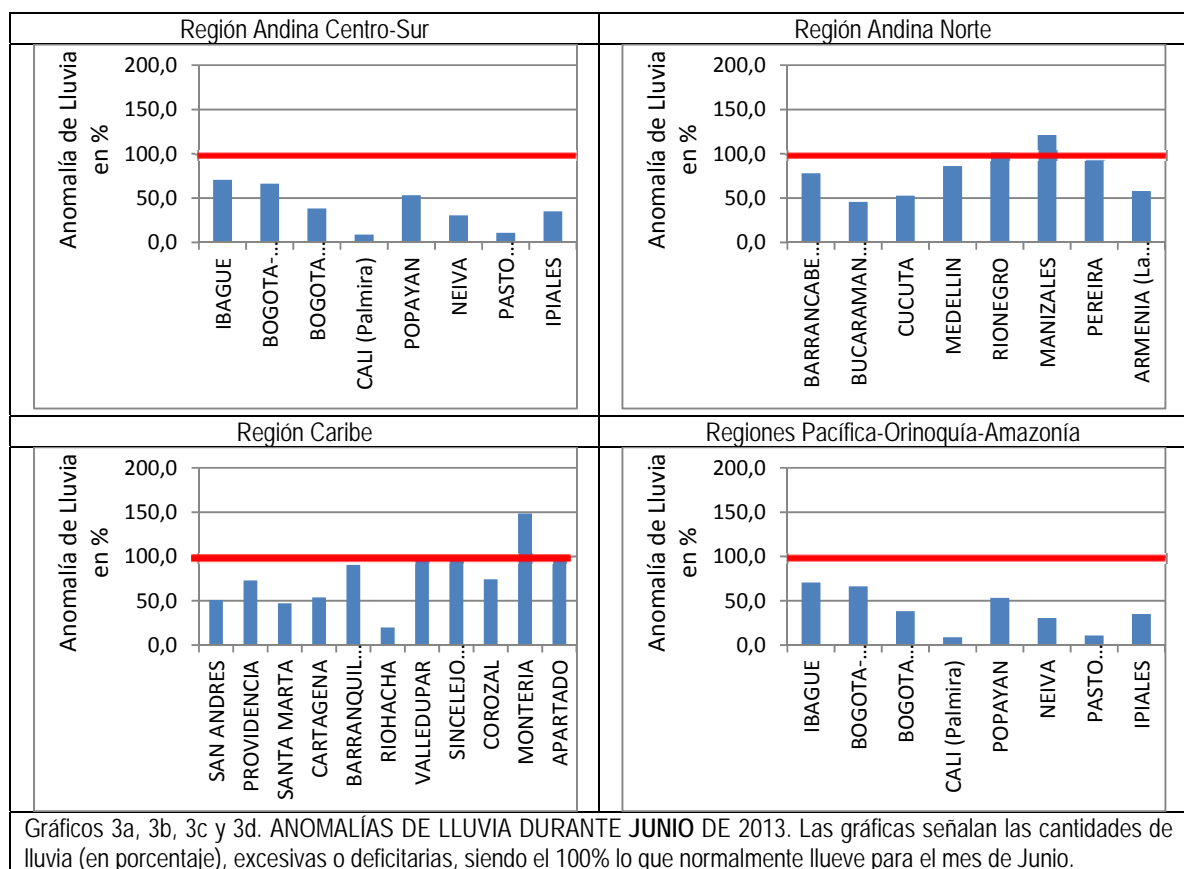 Región Andina Centro-Sur
Región Andina Norte
Anomalía de Lluvia
en %
200,0
150,0
100,0
50,0
0,0
IBAGUE
BOGOTA-...
BOGOTA...
CALI (Palmira)
POPAYAN
NEIVA
PASTO...
IPIALES
Anomalía de Lluvia
en %
200,0
150,0
100,0
50,0
0,0
BARRANCABE...
BUCARAMAN...
CUCUTA
MEDELLIN
RIONEGRO
MANIZALES
PEREIRA
ARMENIA (La...
Región Caribe
Regiones Pacífica-Orinoquía-Amazonía
Anomalía de Lluvia
en %
200,0
150,0
100,0
50,0
0,0
SAN ANDRES
PROVIDENCIA
SANTA MARTA
CARTAGENA
BARRANQUIL...
RIOHACHA
VALLEDUPAR
SINCELEJO...
COROZAL
MONTERIA
APARTADO
Anomalía de Lluvia
en %
200,0
150,0
100,0
50,0
0,0
IBAGUE
BOGOTA-...
BOGOTA...
CALI (Palmira)
POPAYAN
NEIVA
PASTO...
IPIALES
Gráficos 3a, 3b, 3c y 3d. ANOMALÍAS DE LLUVIA DURANTE JUNIO DE 2013. Las gráficas señalan las cantidades de
lluvia (en porcentaje), excesivas o deficitarias, siendo el 100% lo que normalmente llueve para el mes de Junio.